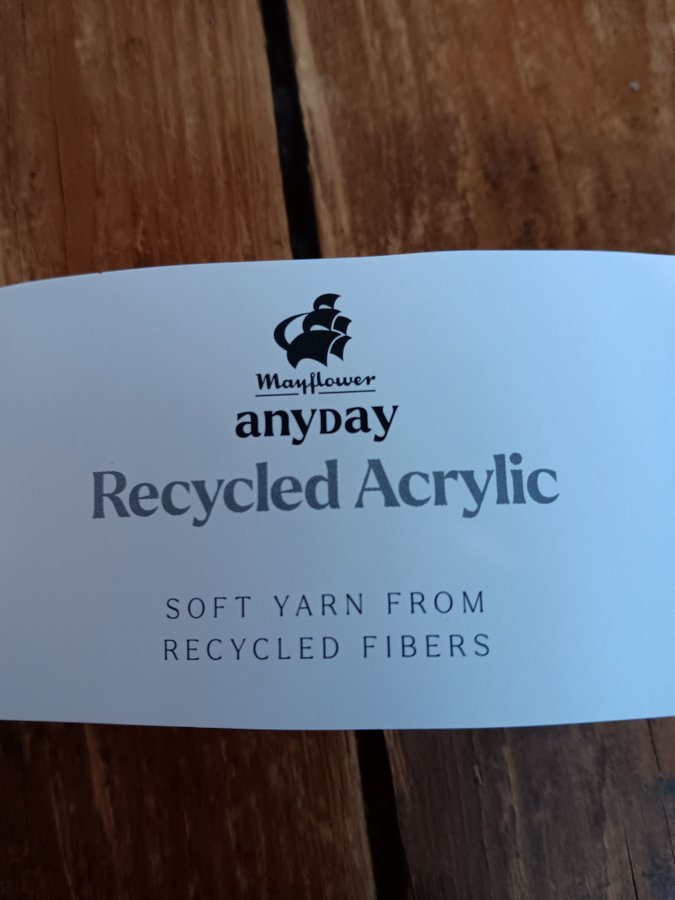 Mayflower
anyDay
Recycled Acrylic
SOFT YARN FROM
RECYCLED FIBERS